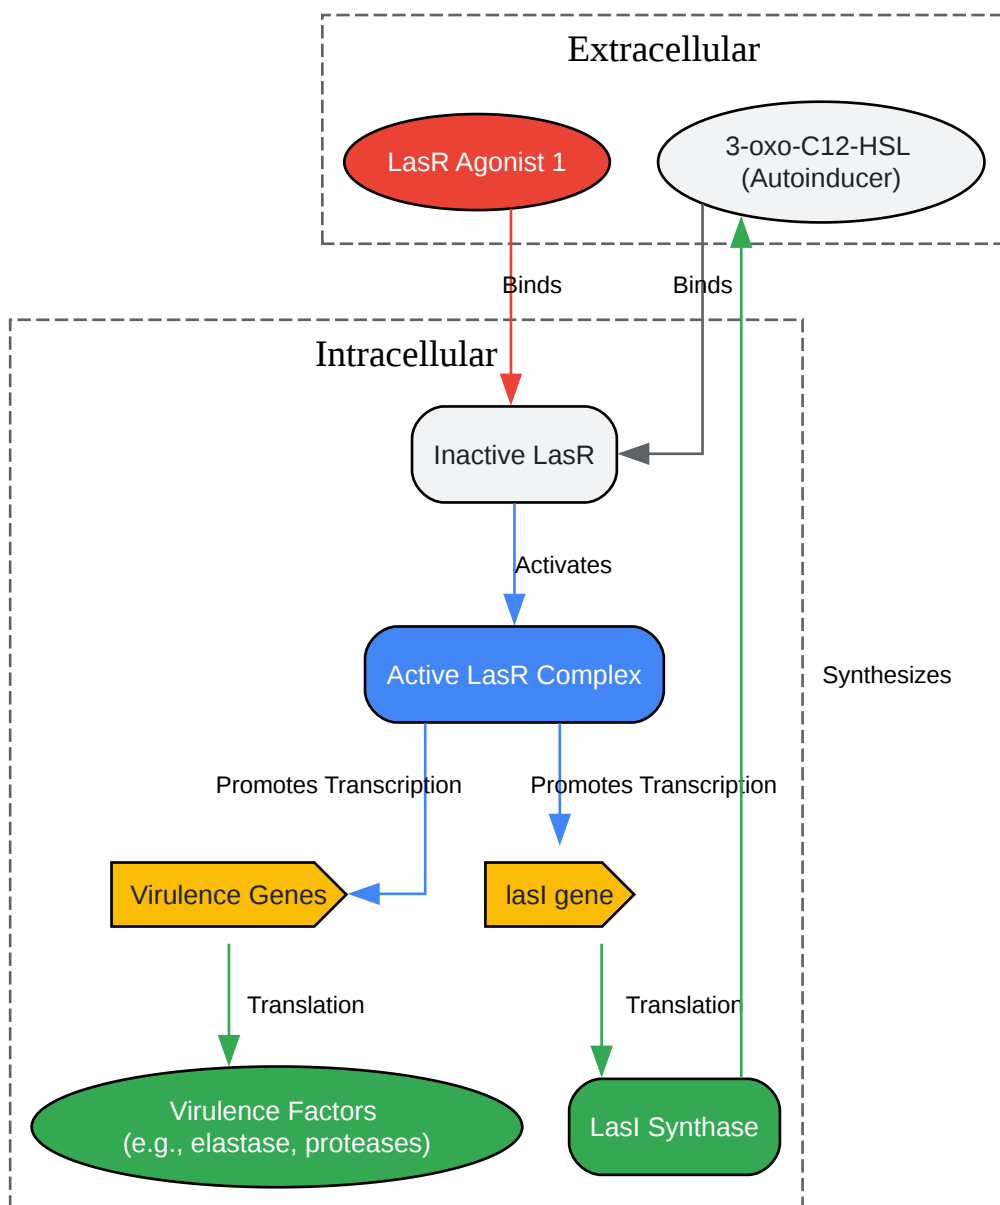 Extracellular
LasR Agonist 1
3-oxo-C12-HSL
(Autoinducer)
Binds
Binds
Intracellular
Inactive LasR
Activates
Active LasR Complex
Synthesizes
Promotes Transcription
Promotes Transcription
Virulence Genes
lasI gene
Translation
Translation
Virulence Factors
(e.g., elastase, proteases)
LasI Synthase